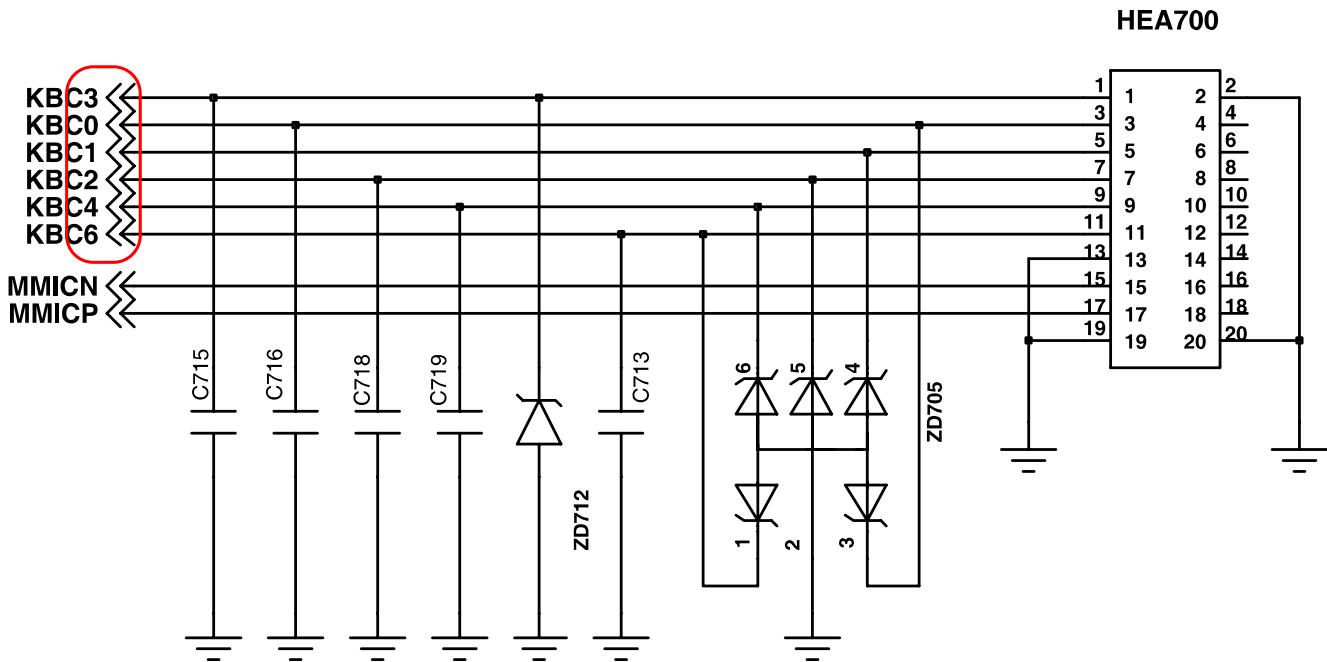 HEA700
KBC3 1 1 2 2
KBC0 3 3 4 4
KBC1 5 5 6 6
KBC2 7 7 8 8
KBC4 9 9 10 10
KBC6 11 11 12 12
13 13 14 14
MMICN 15 15 16 16
MMICP 17 17 18 18
19 19 20 20
C715
C716
C718
C719
C713
6
5
4
ZD705
ZD712
1
2
3